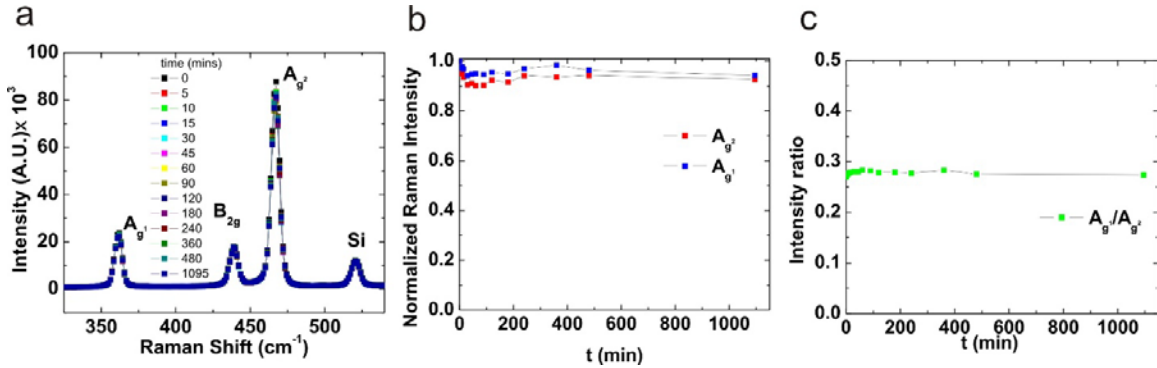 a
Intensity (A.U.)× 10³
100
80
60
40
20
0
time (mins)
0
5
10
15
30
45
60
90
120
180
240
360
480
1095
A_g¹
B_2g
A_g²
Si
350 400 450 500
Raman Shift (cm⁻¹)
b
Normalized Raman Intensity
1.0
0.8
0.6
0.4
0.2
0.0
A_g²
A_g¹
0 200 400 600 800 1000
t (min)
c
Intensity ratio
0.5
0.4
0.3
0.2
0.1
0.0
A_g¹/A_g²
0 200 400 600 800 1000
t (min)